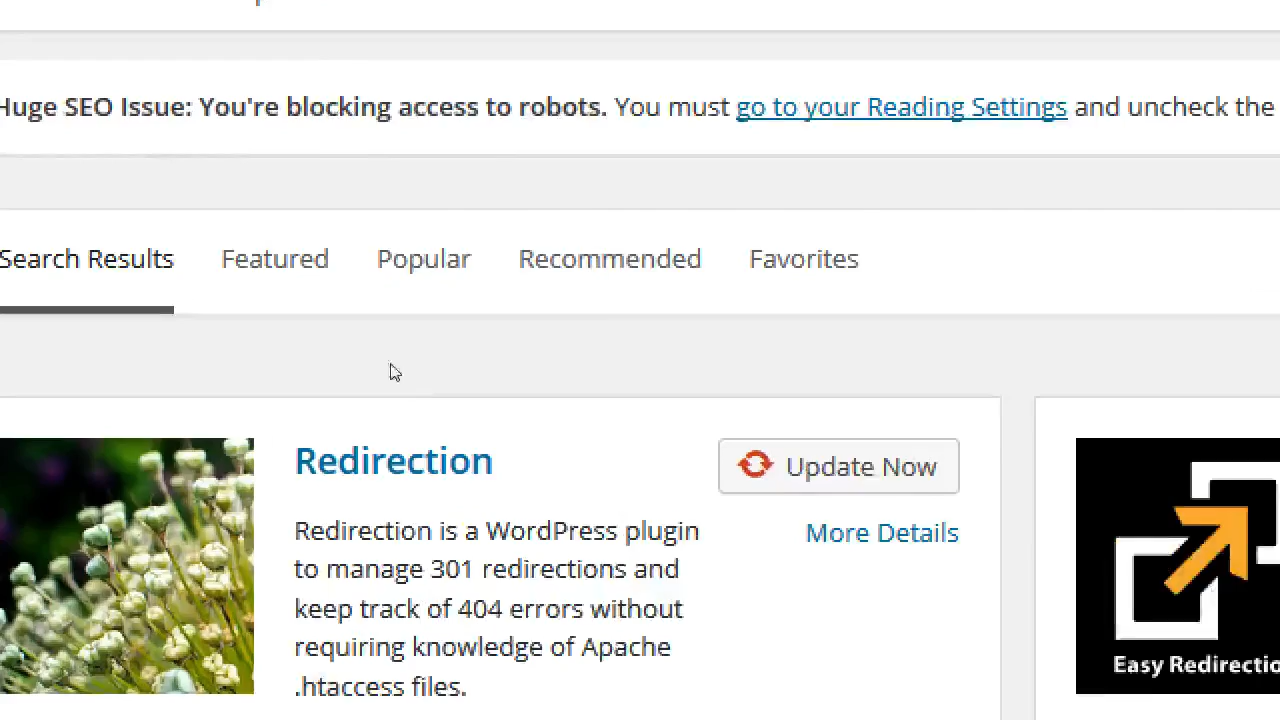 Huge SEO Issue: You're blocking access to robots. You must go to your Reading Settings and uncheck the
Search Results Featured Popular Recommended Favorites
Redirection
Update Now
More Details
Redirection is a WordPress plugin
to manage 301 redirections and
keep track of 404 errors without
requiring knowledge of Apache
.htaccess files.
Easy Redirectio